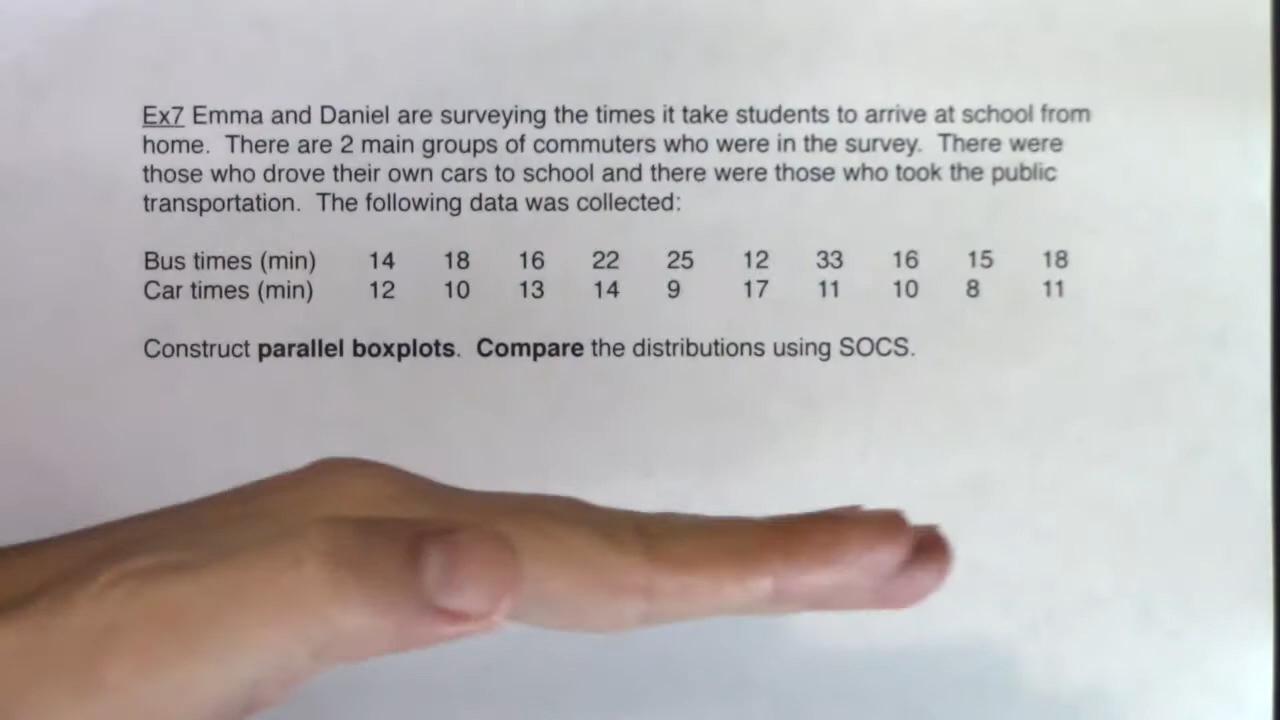 Ex7 Emma and Daniel are surveying the times it take students to arrive at school from
home. There are 2 main groups of commuters who were in the survey. There were
those who drove their own cars to school and there were those who took the public
transportation. The following data was collected:
Bus times (min) 14 18 16 22 25 12 33 16 15 18
Car times (min) 12 10 13 14 9 17 11 10 8 11
Construct parallel boxplots. Compare the distributions using SOCS.